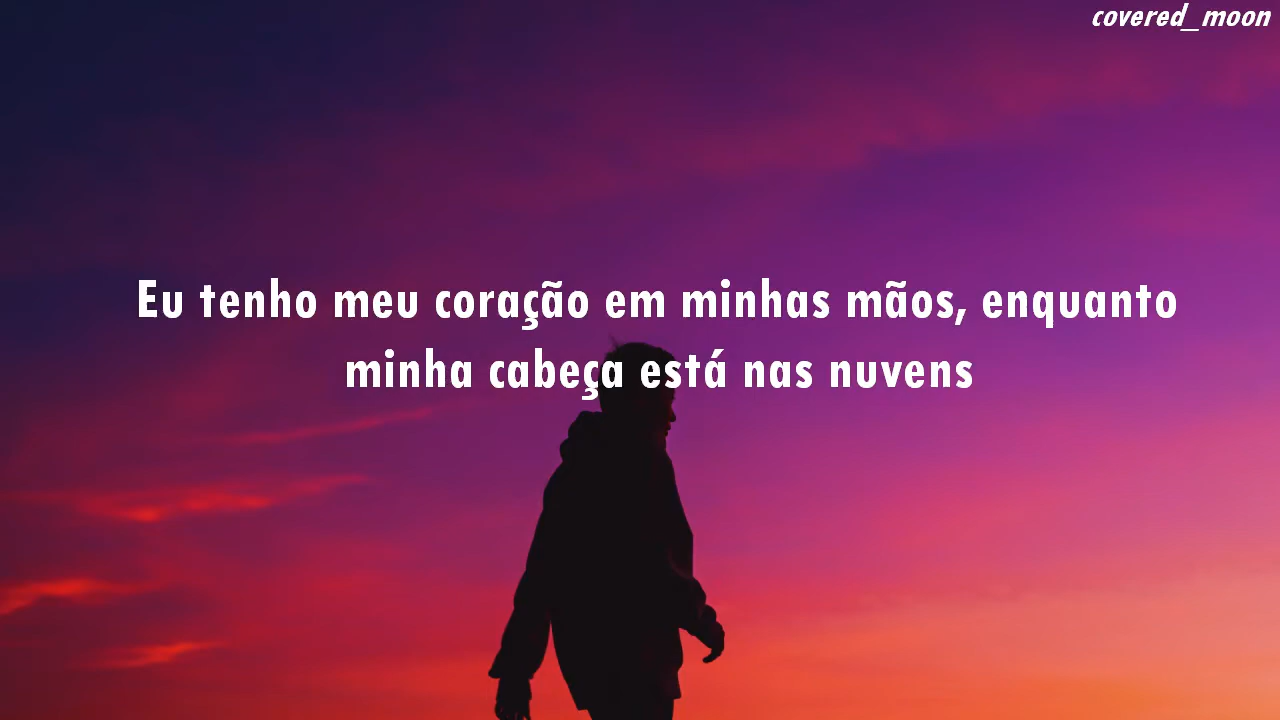 covered_moon
Eu tenho meu coração em minhas mãos, enquanto
minha cabeça está nas nuvens